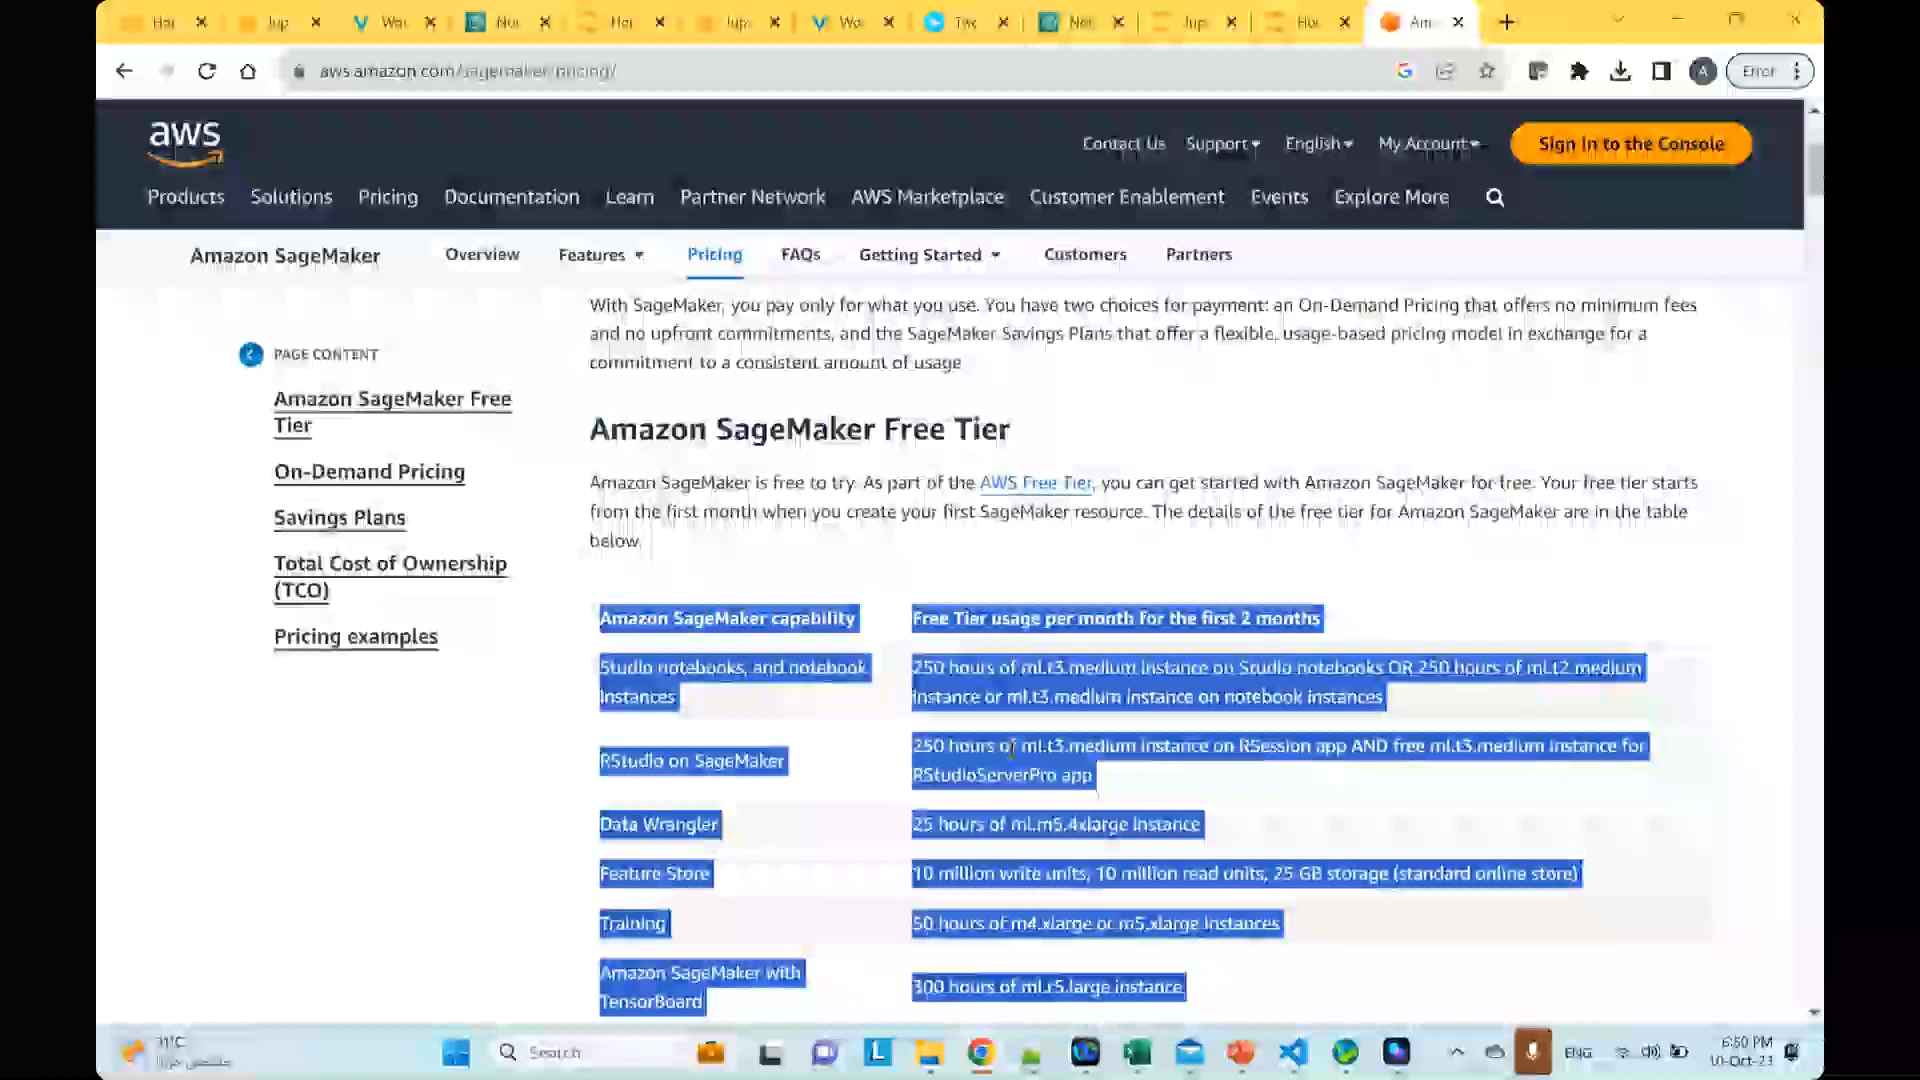 Jup
Tw
Jup
Am
aws.amazon.com/sagemaker/pricing/
A
Error
aws
Contact Us Support English My Account Sign In to the Console
Products Solutions Pricing Documentation Learn Partner Network AWS Marketplace Customer Enablement Events Explore More
Amazon SageMaker Overview Features Pricing FAQs Getting Started Customers Partners
With SageMaker, you pay only for what you use. You have two choices for payment: an On-Demand Pricing that offers no minimum fees
and no upfront commitments, and the SageMaker Savings Plans that offer a flexible, usage-based pricing model in exchange for a
commitment to a consistent amount of usage
PAGE CONTENT
Amazon SageMaker Free
Tier
On-Demand Pricing
Savings Plans
Total Cost of Ownership
(TCO)
Pricing examples
Amazon SageMaker Free Tier
Amazon SageMaker is free to try. As part of the AWS Free Tier, you can get started with Amazon SageMaker for free. Your free tier starts
from the first month when you create your first SageMaker resource. The details of the free tier for Amazon SageMaker are in the table
below.
Amazon SageMaker capability Free Tier usage per month for the first 2 months
Studio notebooks, and notebook
instances
250 hours of ml.t3.medium instance on Studio notebooks OR 250 hours of ml.t2 medium
instance or ml.t3.medium instance on notebook instances
RStudio on SageMaker
250 hours of ml.t3.medium instance on RSession app AND free ml.t3.medium instance for
RStudioServerPro app
Data Wrangler 25 hours of ml.m5.4xlarge instance
Feature Store 10 million write units, 10 million read units, 25 GB storage (standard online store)
Training 50 hours of m4.xlarge or m5.xlarge instances
Amazon SageMaker with
TensorBoard
300 hours of ml.r5.large instance
31°C
Search
ENG
6:50 PM
10-Oct-23